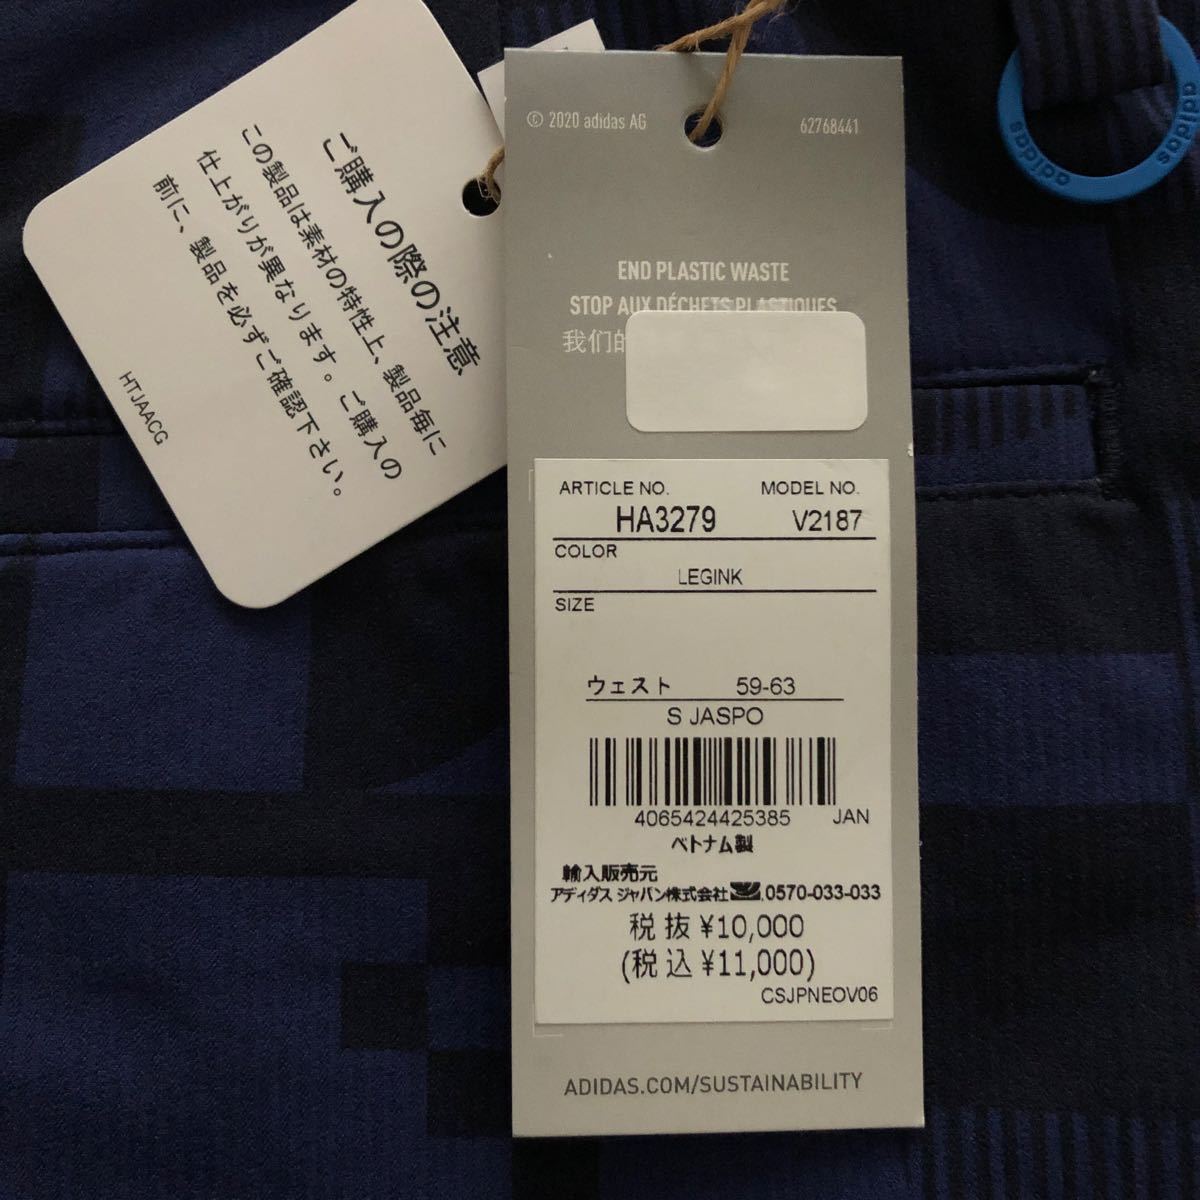 ご購入の際の注意
この製品は素材の特性上、製品毎に
仕上がりが異なります。ご購入の
前に、製品を必ずご確認下さい。
HTJAACG
© 2020 adidas AG
62768441
END PLASTIC WASTE
STOP AUX DÉCHETS PLASTIQUES
我们的
ARTICLE NO.
MODEL NO.
HA3279
V2187
COLOR
LEGINK
SIZE
ウェスト 59-63
S JASPO
4065424425385 JAN
ベトナム製
輸入販売元
アディダス ジャパン株式会社 0570-033-033
税 抜 ¥10,000
(税 込 ¥11,000)
CSJPNEOV06
ADIDAS.COM/SUSTAINABILITY
adidas
adidas